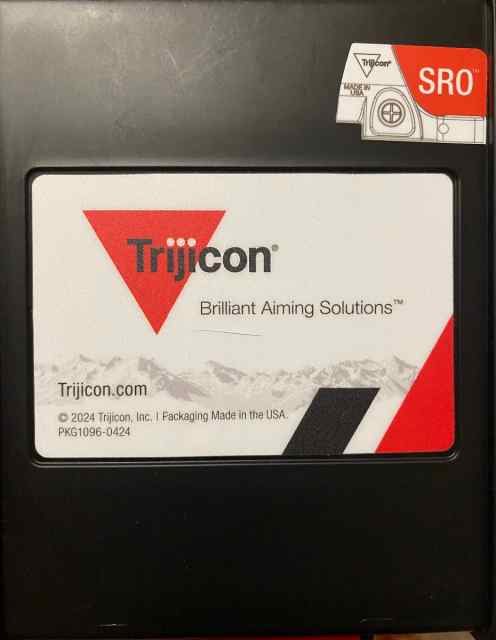 Trijicon®
MADE IN
USA
SRO™
Trijicon®
Brilliant Aiming Solutions™
Trijicon.com
© 2024 Trijicon, Inc. | Packaging Made in the USA.
PKG1096-0424